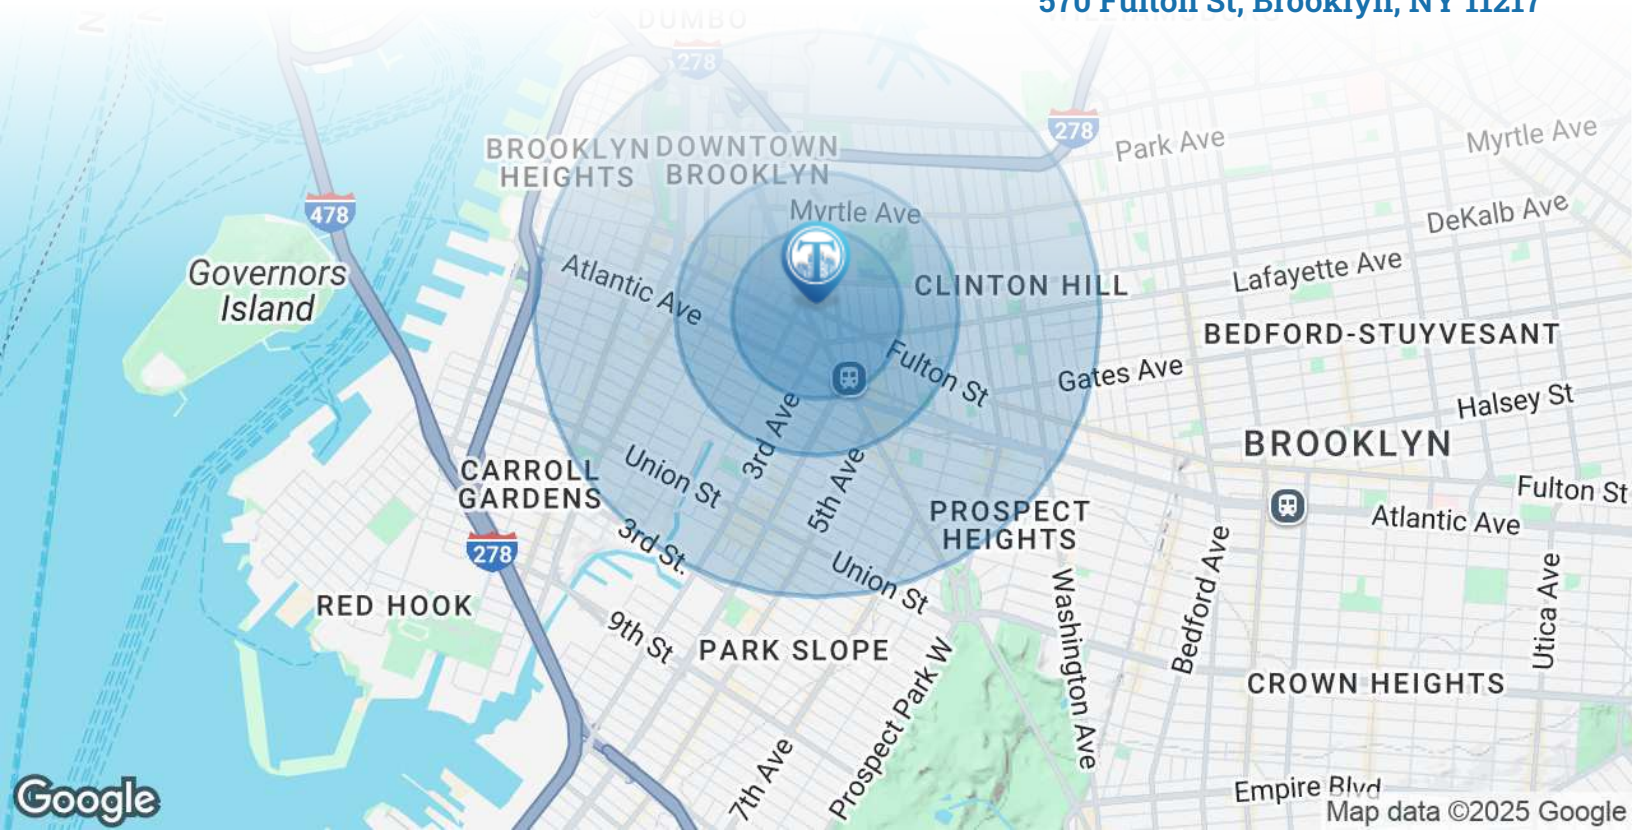 570 Fulton St, Brooklyn, NY 11217
DUMBO
278
278
Park Ave
Myrtle Ave
BROOKLYN
HEIGHTS
DOWNTOWN
BROOKLYN
478
Myrtle Ave
DeKalb Ave
T
Governors
Island
Atlantic Ave
CLINTON HILL
Lafayette Ave
BEDFORD-STUYVESANT
Fulton St
Gates Ave
Halsey St
3rd Ave
BROOKLYN
CARROLL
GARDENS
Union St
5th Ave
Fulton St
PROSPECT
HEIGHTS
Atlantic Ave
278
3rd St.
Union St
Washington Ave
Bedford Ave
Utica Ave
RED HOOK
9th St
PARK SLOPE
Prospect Park W
CROWN HEIGHTS
7th Ave
Empire Blvd
Google
Map data ©2025 Google